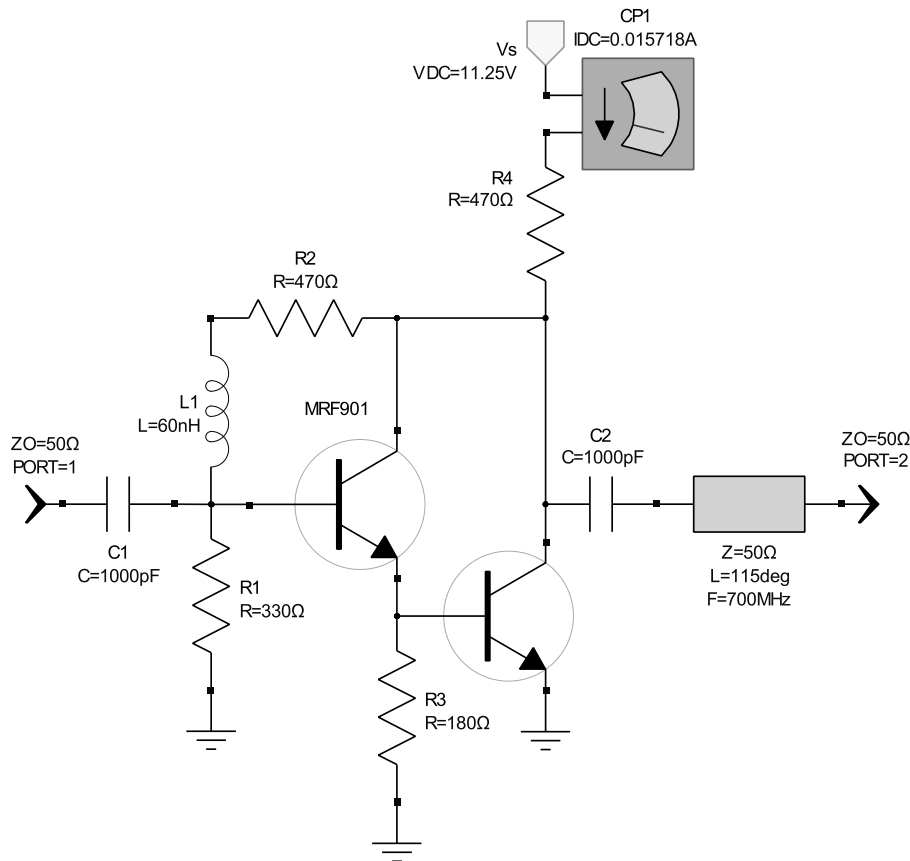 CP1
IDC=0.015718A
Vs
VDC=11.25V
R4
R=470Ω
R2
R=470Ω
L1
L=60nH
MRF901
ZO=50Ω
PORT=1
C2
C=1000pF
ZO=50Ω
PORT=2
C1
C=1000pF
R1
R=330Ω
Z=50Ω
L=115deg
F=700MHz
R3
R=180Ω